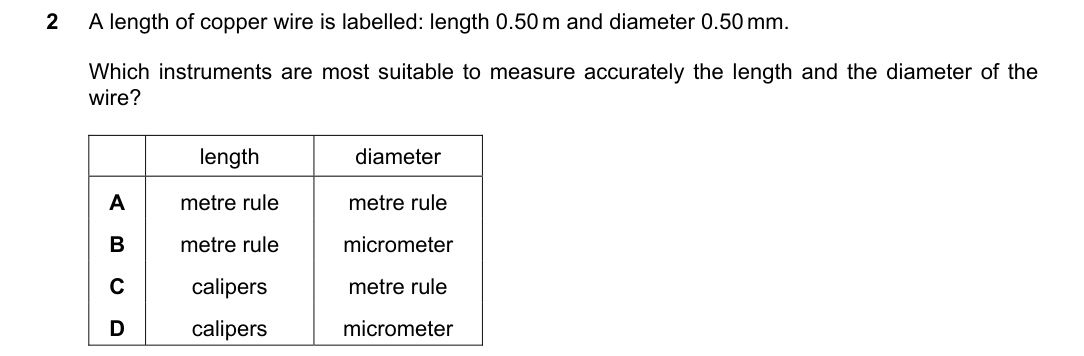 2 A length of copper wire is labelled: length 0.50 m and diameter 0.50 mm.
Which instruments are most suitable to measure accurately the length and the diameter of the
wire?
length diameter
A metre rule metre rule
B metre rule micrometer
C calipers metre rule
D calipers micrometer